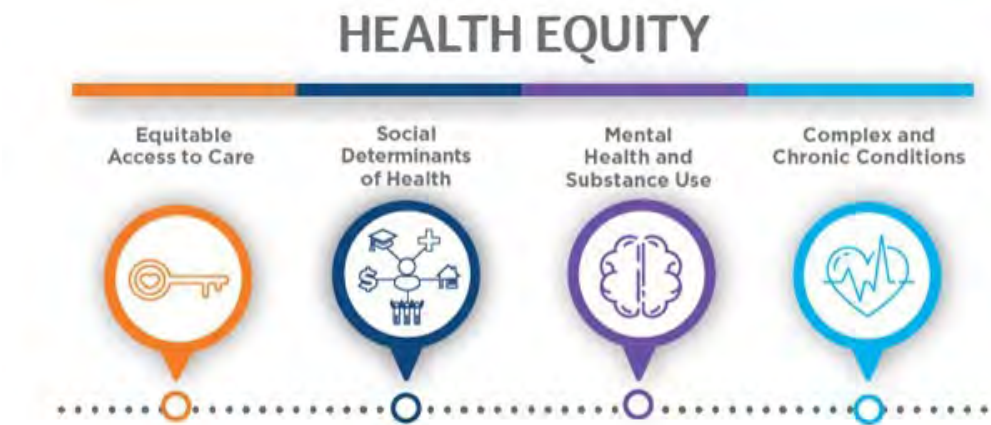 HEALTH EQUITY
Equitable
Access to Care
Social
Determinants
of Health
Mental
Health and
Substance Use
Complex and
Chronic Conditions
$